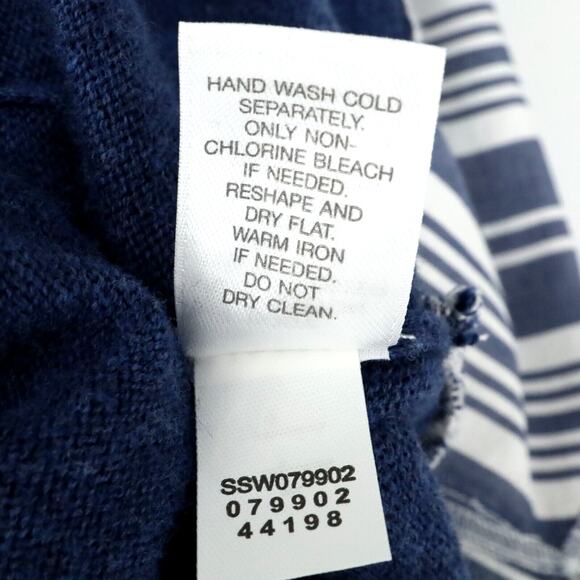 HAND WASH COLD
SEPARATELY.
ONLY NON-
CHLORINE BLEACH
IF NEEDED.
RESHAPE AND
DRY FLAT.
WARM IRON
IF NEEDED.
DO NOT
DRY CLEAN.
SSW079902
079902
44198